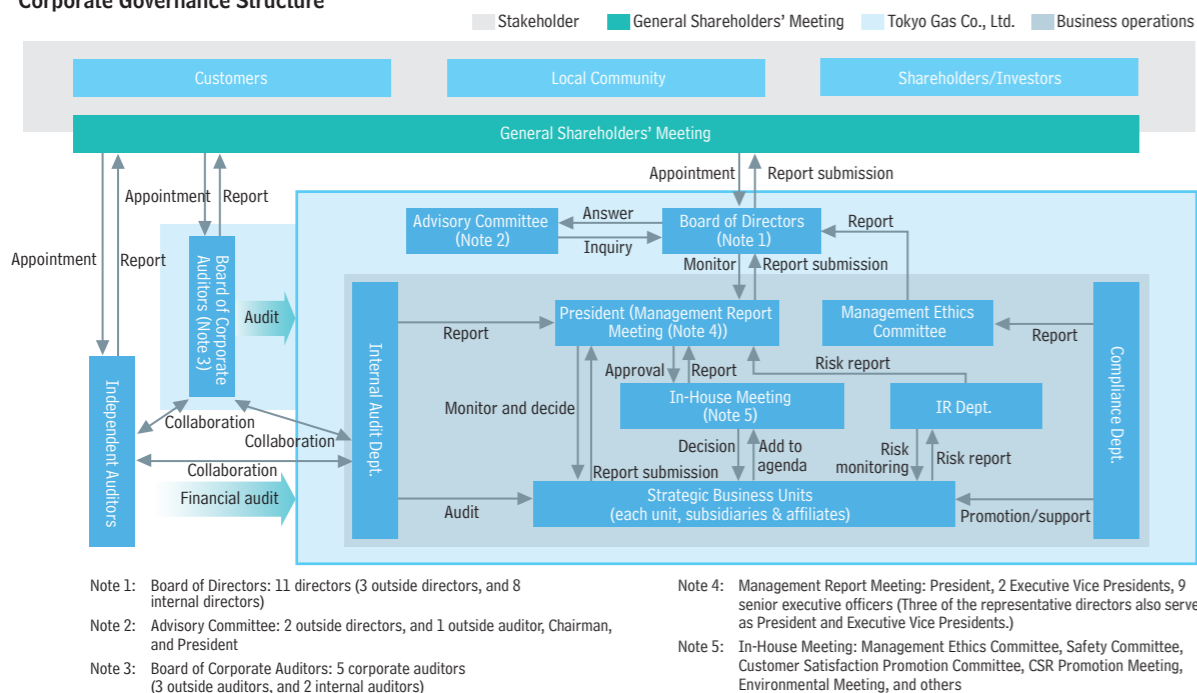 Corporate Governance Structure
Stakeholder
General Shareholders' Meeting
Tokyo Gas Co., Ltd.
Business operations
Customers
Local Community
Shareholders/Investors
General Shareholders' Meeting
Appointment
Report
Appointment
Report
Appointment
Report submission
Advisory Committee
(Note 2)
Answer
Inquiry
Board of Directors
(Note 1)
Report
Monitor
Report submission
Board of Corporate
Auditors (Note 3)
Audit
President (Management Report
Meeting (Note 4))
Management Ethics
Committee
Report
Report
Internal Audit Dept.
Compliance Dept.
Independent Auditors
Approval
Report
Risk report
Monitor and decide
In-House Meeting
(Note 5)
IR Dept.
Collaboration
Collaboration
Collaboration
Decision
Add to
agenda
Risk
monitoring
Risk report
Report submission
Financial audit
Audit
Strategic Business Units
(each unit, subsidiaries & affiliates)
Promotion/support
Note 1: Board of Directors: 11 directors (3 outside directors, and 8
internal directors)
Note 2: Advisory Committee: 2 outside directors, and 1 outside auditor, Chairman,
and President
Note 3: Board of Corporate Auditors: 5 corporate auditors
(3 outside auditors, and 2 internal auditors)
Note 4: Management Report Meeting: President, 2 Executive Vice Presidents, 9
senior executive officers (Three of the representative directors also serve
as President and Executive Vice Presidents.)
Note 5: In-House Meeting: Management Ethics Committee, Safety Committee,
Customer Satisfaction Promotion Committee, CSR Promotion Meeting,
Environmental Meeting, and others